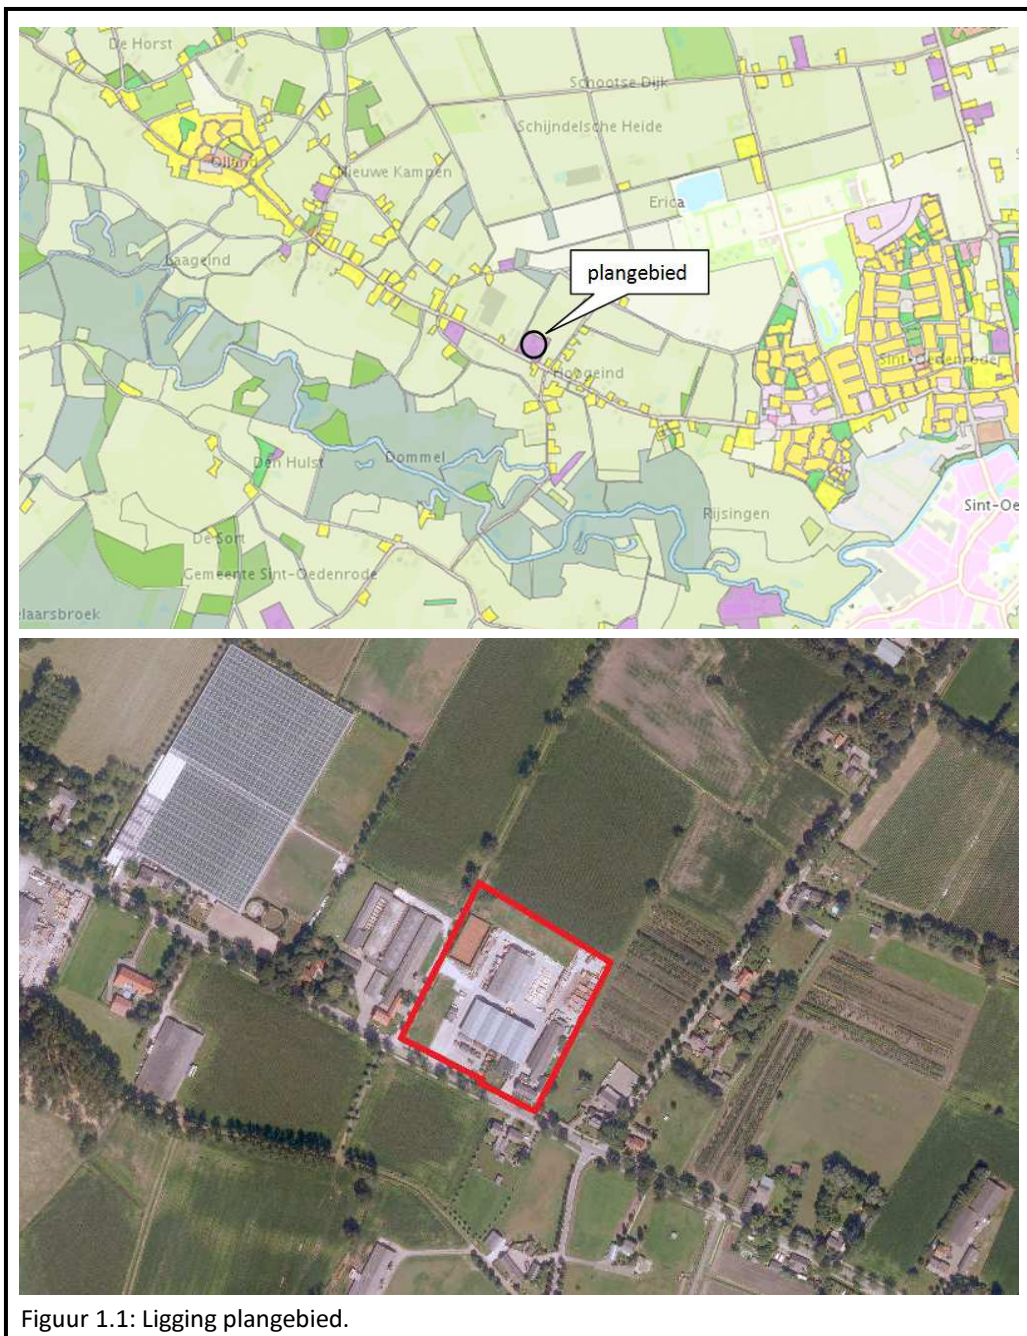 De Horst
Schootse Dijk
Schijndelsche Heide
Olland
Nieuwe Kampen
Erica
Laageind
plangebied
Sint-Oedenrode
Hoogeind
Den Hulst
Dommel
Rijsingen
Sint-Oe
De Sort
Gemeente Sint-Oedenrode
elaarsbroek
Figuur 1.1: Ligging plangebied.